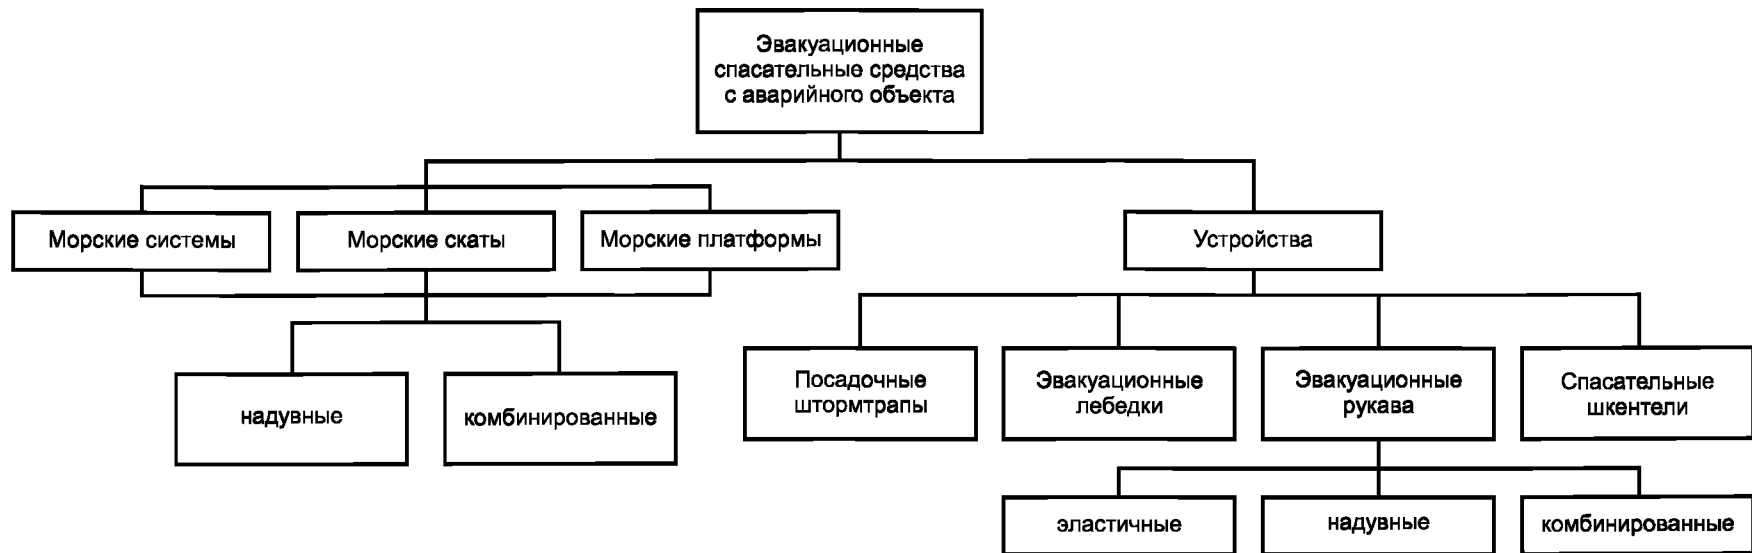 Эвакуационные
спасательные средства
с аварийного объекта
Морские системы
Морские скаты
Морские платформы
Устройства
надувные
комбинированные
Посадочные
штормтрапы
Эвакуационные
лебедки
Эвакуационные
рукава
Спасательные
шкентели
эластичные
надувные
комбинированные